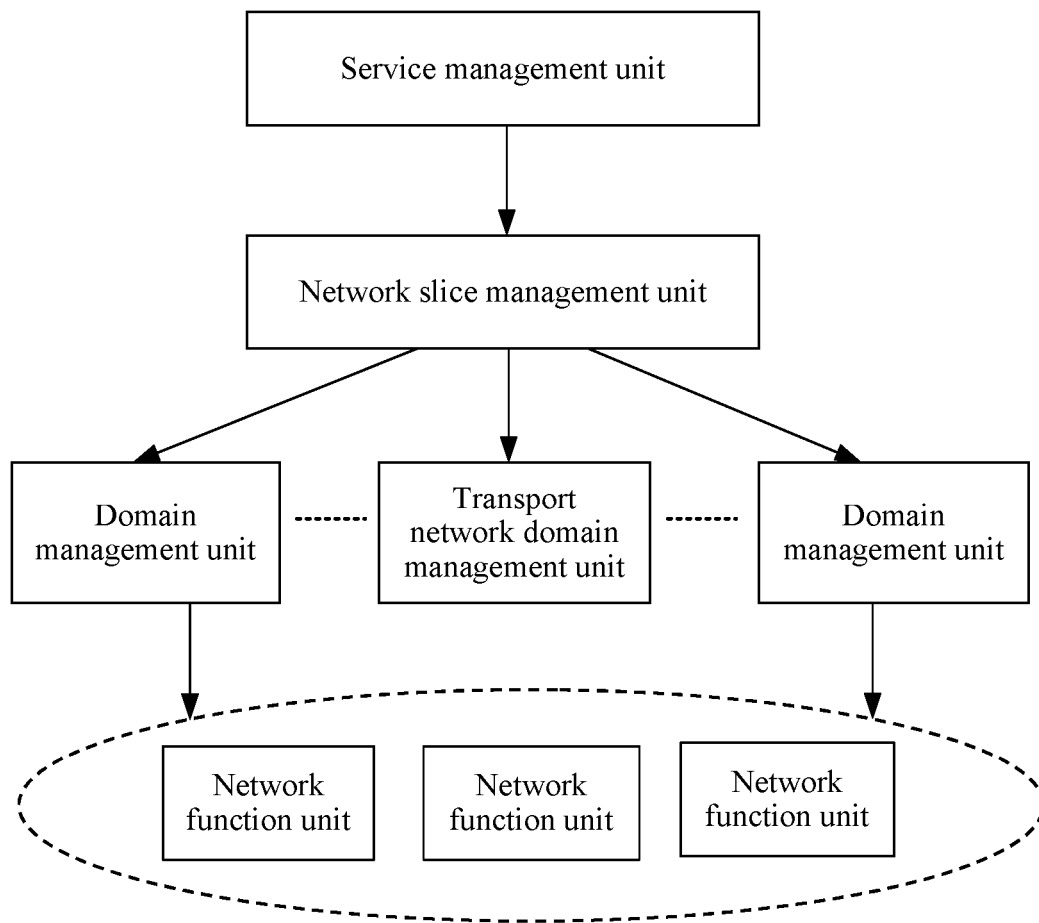 Service management unit
Network slice management unit
Domain
management unit
Transport
network domain
management unit
Domain
management unit
Network
function unit
Network
function unit
Network
function unit